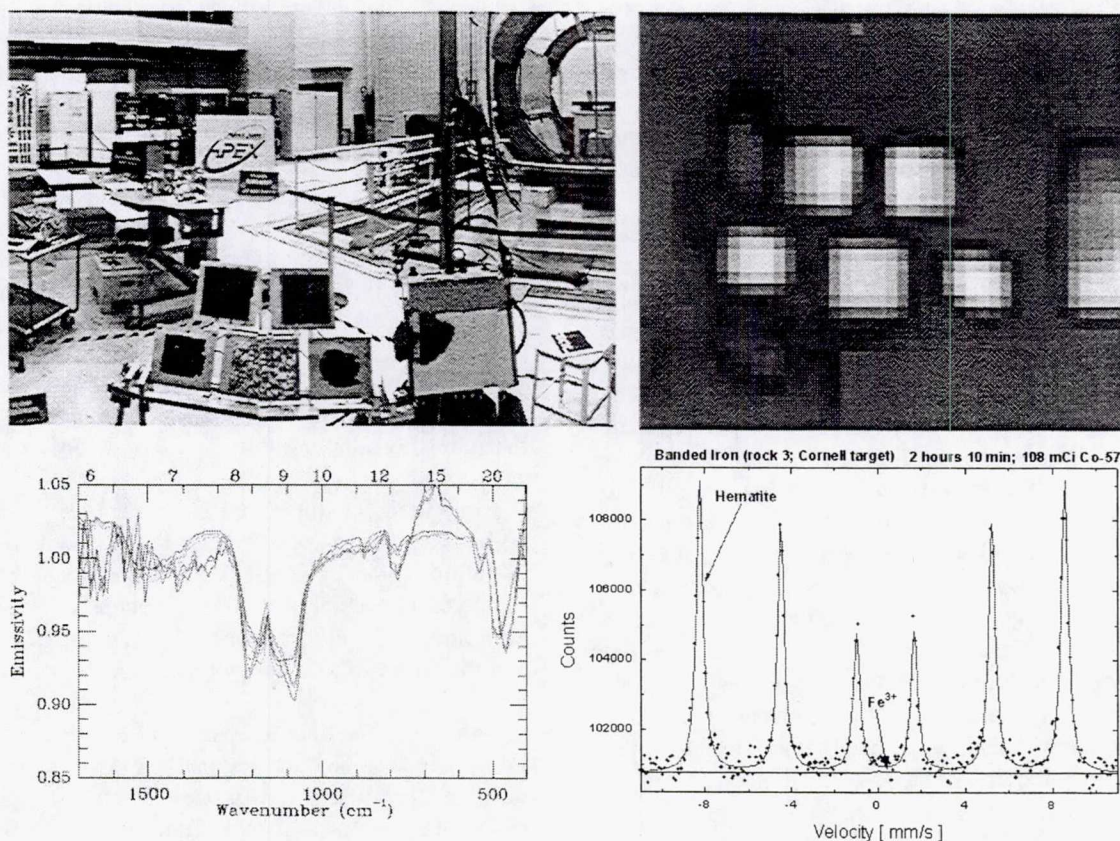 APEX
Banded Iron (rock 3; Cornell target) 2 hours 10 min; 108 mCi Co-57
6 7 8 9 10 12 15 20
1.05
1.00
0.95
0.90
0.85
Emissivity
1500 1000 500
Wavenumber (cm⁻¹)
Hematite
Fe³⁺
108000
106000
104000
102000
Counts
-8 -4 0 4 8
Velocity [ mm/s ]